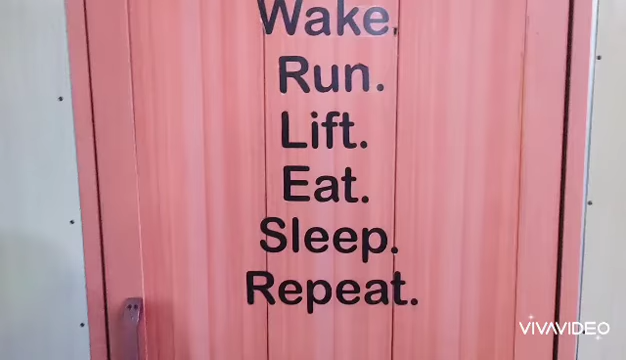 Wake.
Run.
Lift.
Eat.
Sleep.
Repeat.
VIVAVIDEO